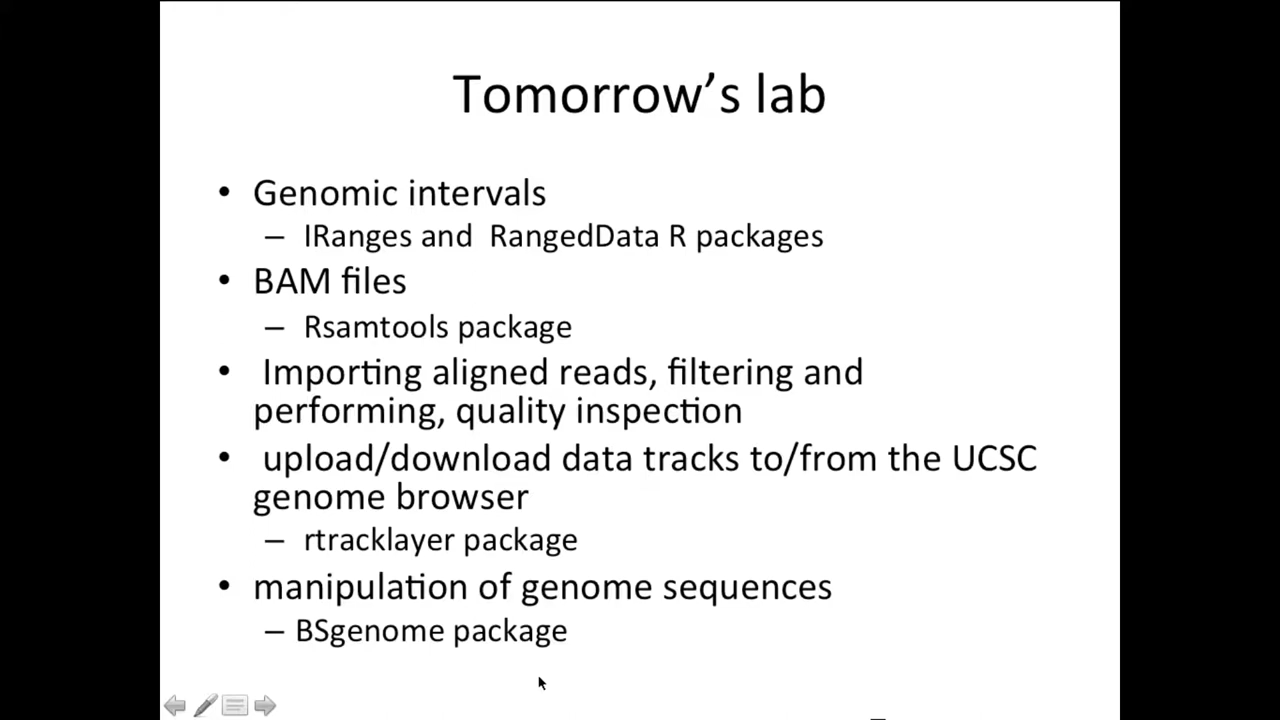 Tomorrow’s lab
• Genomic intervals
– IRanges and RangedData R packages
• BAM files
– Rsamtools package
• Importing aligned reads, filtering and
performing, quality inspection
• upload/download data tracks to/from the UCSC
genome browser
– rtracklayer package
• manipulation of genome sequences
– BSgenome package